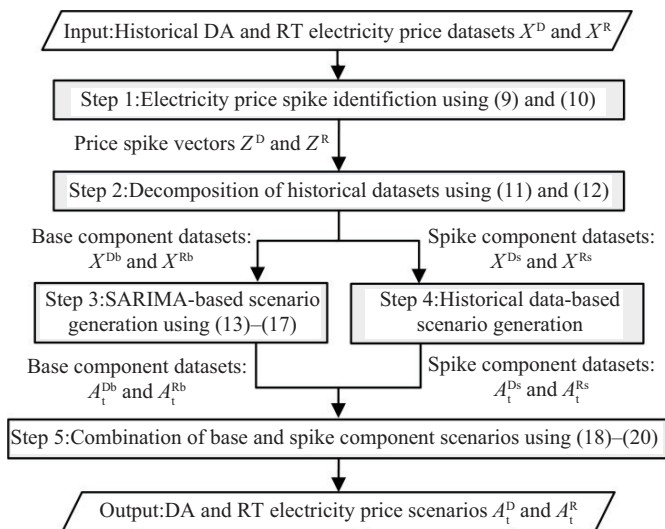 Input:Historical DA and RT electricity price datasets X^D and X^R
Step 1:Electricity price spike identifiction using (9) and (10)
Price spike vectors Z^D and Z^R
Step 2:Decomposition of historical datasets using (11) and (12)
Base component datasets:
X^Db and X^Rb
Spike component datasets:
X^Ds and X^Rs
Step 3:SARIMA-based scenario
generation using (13)–(17)
Step 4:Historical data-based
scenario generation
Base component datasets:
A_t^Db and A_t^Rb
Spike component datasets:
A_t^Ds and A_t^Rs
Step 5:Combination of base and spike component scenarios using (18)–(20)
Output:DA and RT electricity price scenarios A_t^D and A_t^R